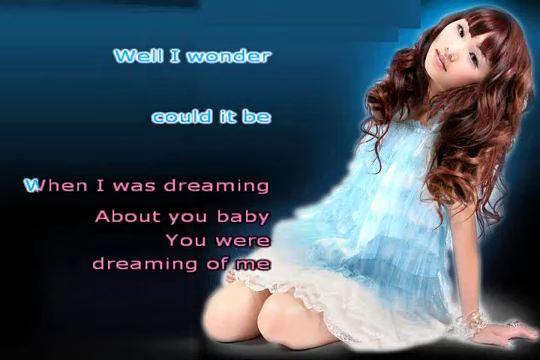 Well I wonder
could it be
When I was dreaming
About you baby
You were
dreaming of me